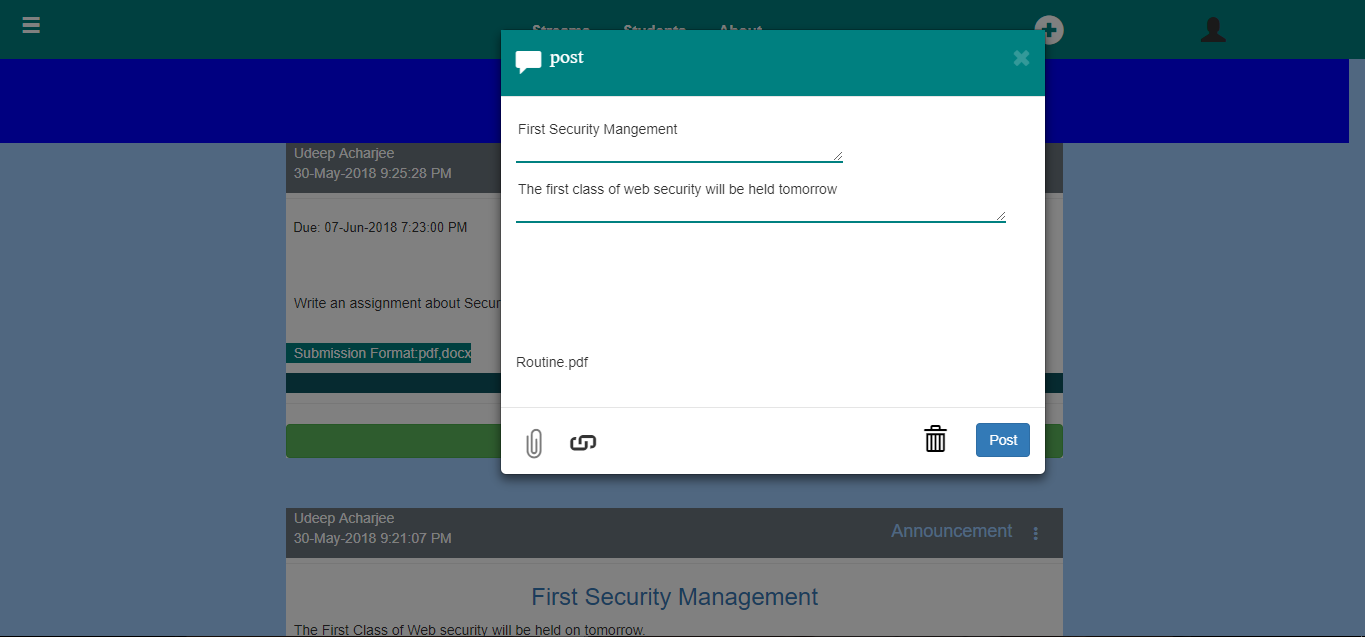 Streams Students About
post
First Security Mangement
The first class of web security will be held tomorrow
Routine.pdf
Post
Udeep Acharjee
30-May-2018 9:25:28 PM
Due: 07-Jun-2018 7:23:00 PM
Write an assignment about Secur
Submission Format:pdf,docx
Udeep Acharjee
30-May-2018 9:21:07 PM
Announcement
First Security Management
The First Class of Web security will be held on tomorrow.